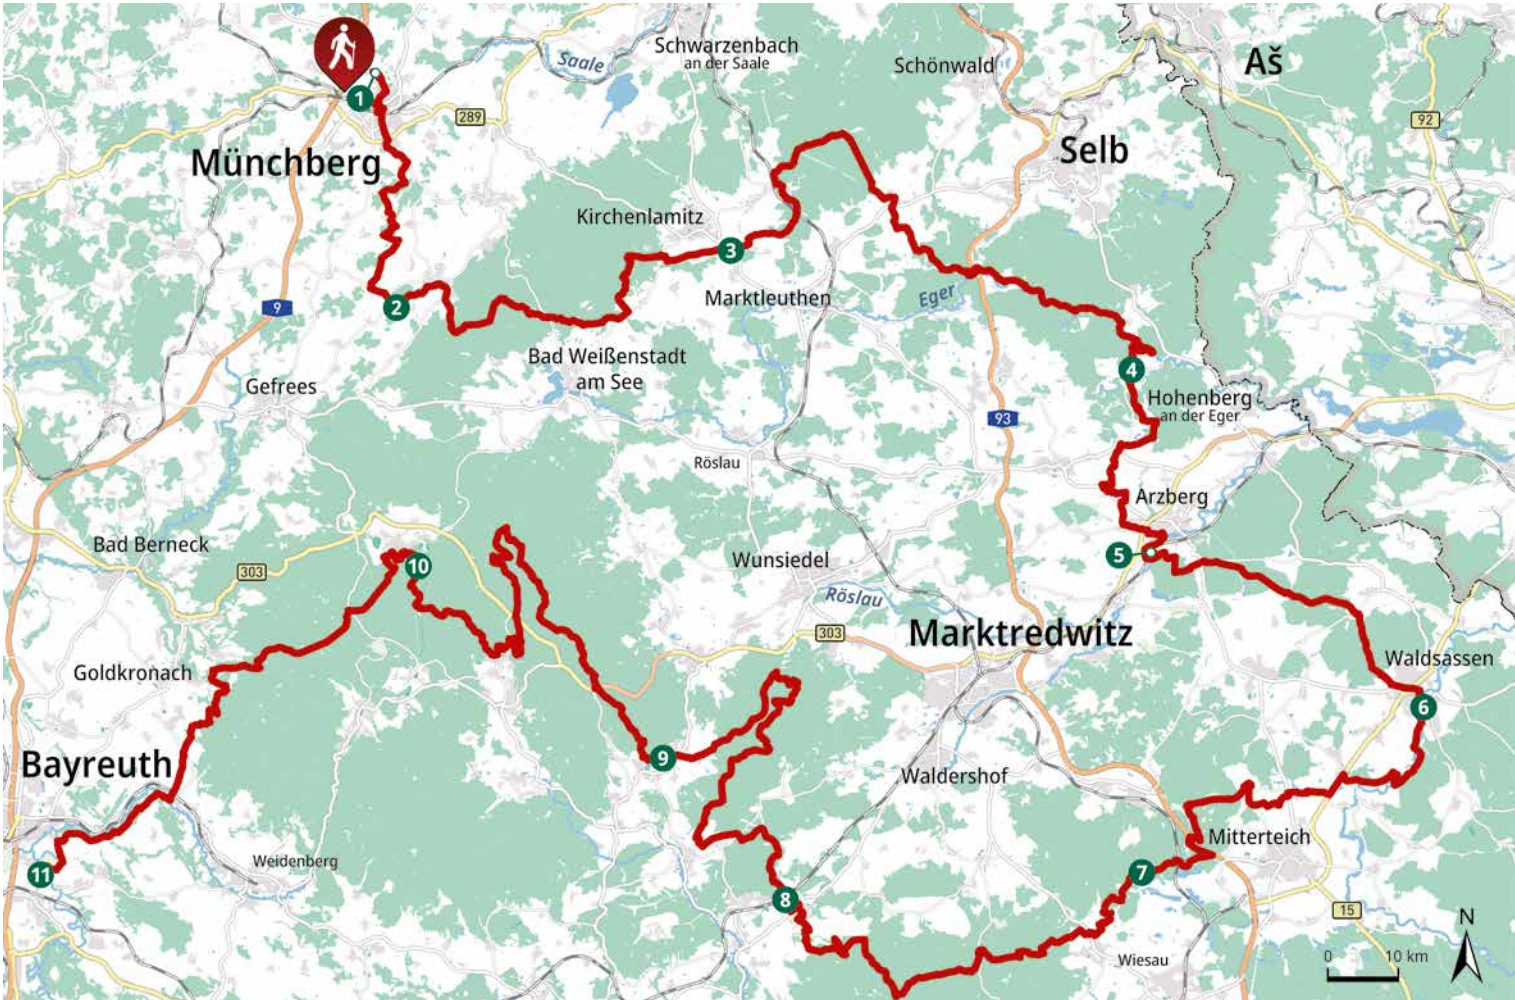 Schwarzenbach
an der Saale
Saale
Schönwald
Aš
1
289
92
Münchberg
Selb
Kirchenlamitz
3
Marktleuthen
Eger
9
2
Bad Weißenstadt
am See
4
Gefrees
Hohenberg
an der Eger
93
Röslau
Arzberg
Bad Berneck
5
303
10
Wunsiedel
Röslau
303
Marktredwitz
Goldkronach
Waldsassen
6
Bayreuth
9
Waldershof
Mitterteich
11
Weidenberg
7
8
15
N
Wiesau
0 10 km